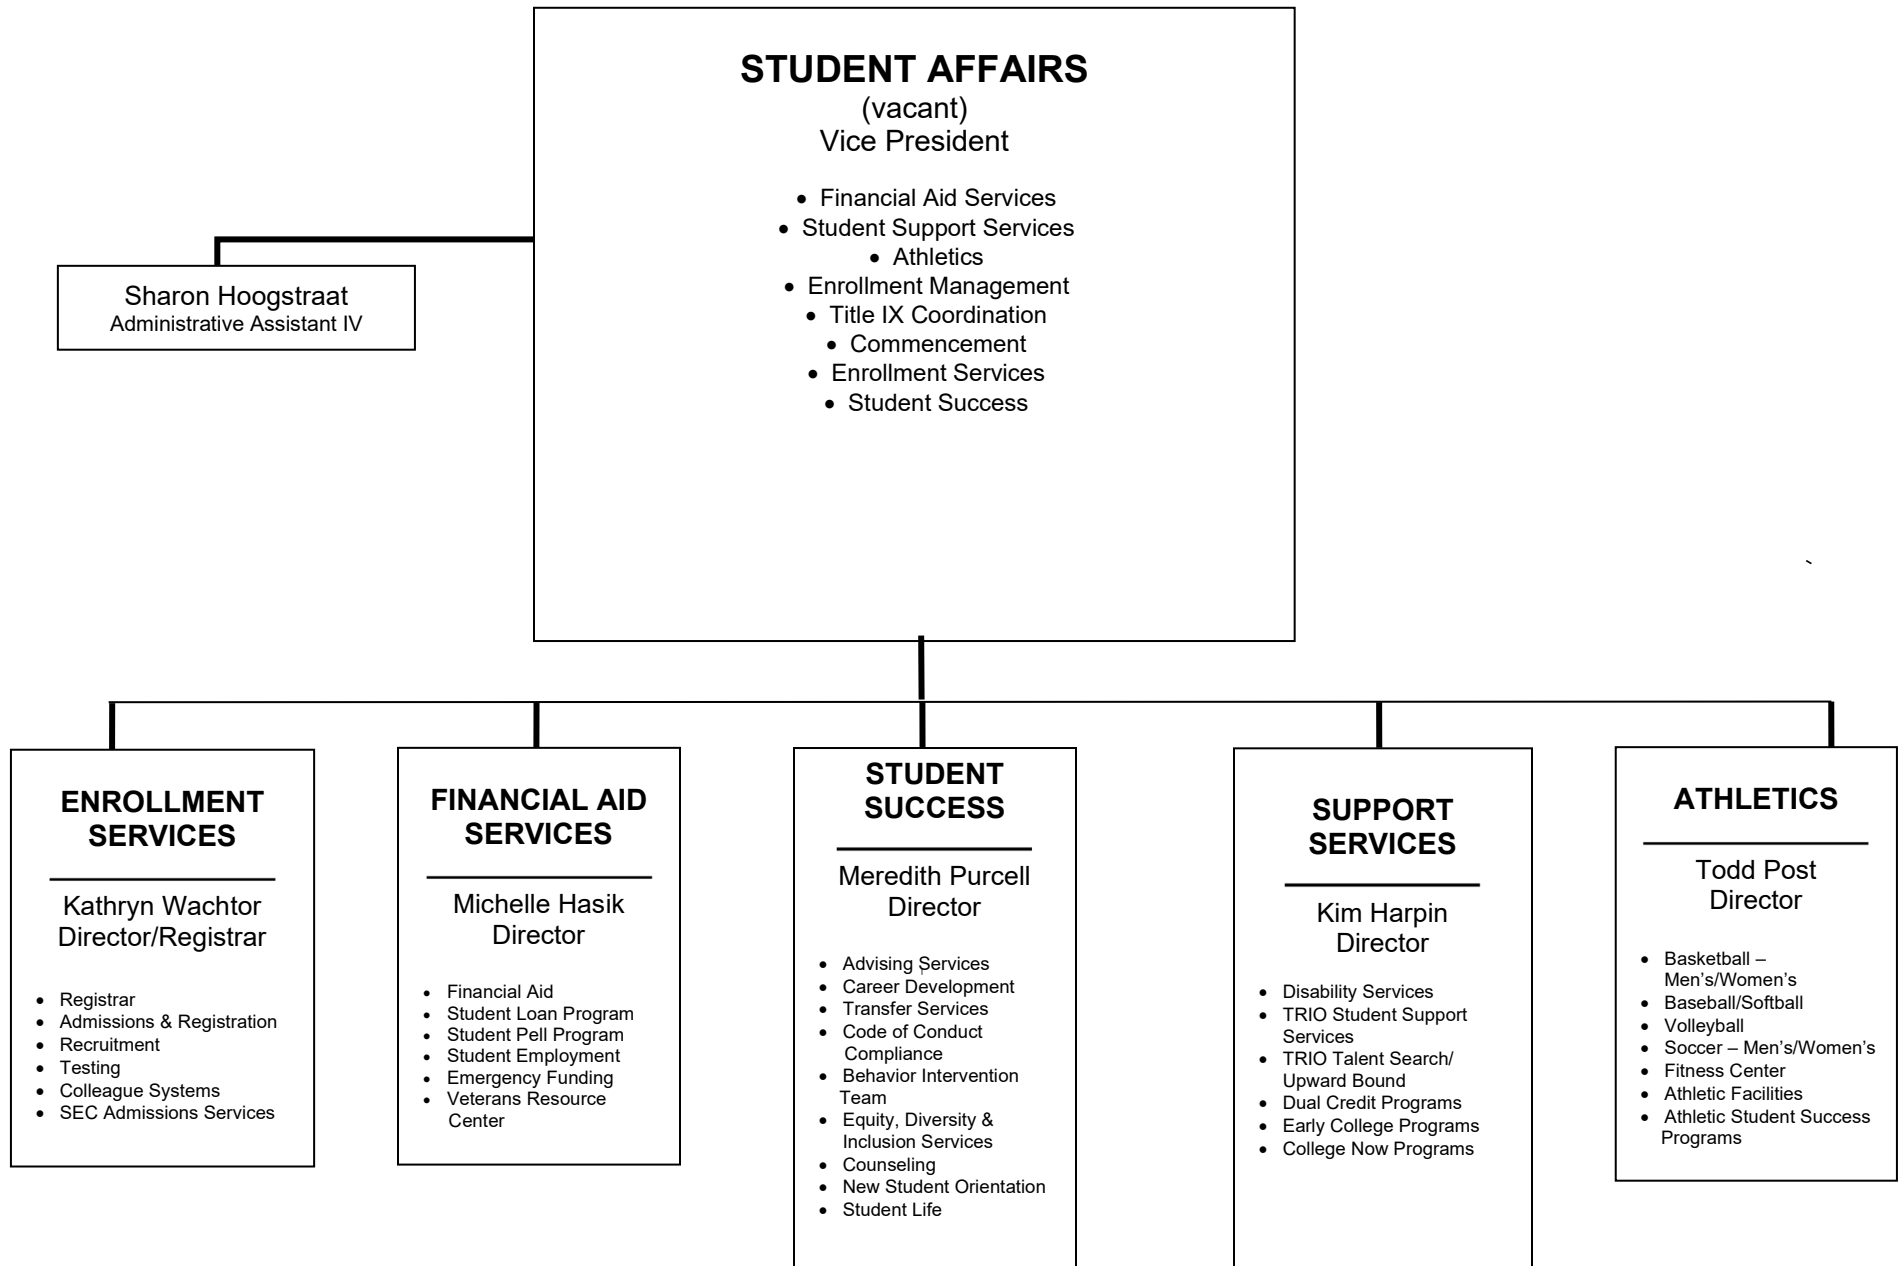 STUDENT AFFAIRS
(vacant)
Vice President
• Financial Aid Services
• Student Support Services
• Athletics
• Enrollment Management
• Title IX Coordination
• Commencement
• Enrollment Services
• Student Success
Sharon Hoogstraat
Administrative Assistant IV
ENROLLMENT
SERVICES
Kathryn Wachtor
Director/Registrar
• Registrar
• Admissions & Registration
• Recruitment
• Testing
• Colleague Systems
• SEC Admissions Services
FINANCIAL AID
SERVICES
Michelle Hasik
Director
• Financial Aid
• Student Loan Program
• Student Pell Program
• Student Employment
• Emergency Funding
• Veterans Resource
Center
STUDENT
SUCCESS
Meredith Purcell
Director
• Advising Services
• Career Development
• Transfer Services
• Code of Conduct
Compliance
• Behavior Intervention
Team
• Equity, Diversity &
Inclusion Services
• Counseling
• New Student Orientation
• Student Life
SUPPORT
SERVICES
Kim Harpin
Director
• Disability Services
• TRIO Student Support
Services
• TRIO Talent Search/
Upward Bound
• Dual Credit Programs
• Early College Programs
• College Now Programs
ATHLETICS
Todd Post
Director
• Basketball –
Men’s/Women’s
• Baseball/Softball
• Volleyball
• Soccer – Men’s/Women’s
• Fitness Center
• Athletic Facilities
• Athletic Student Success
Programs